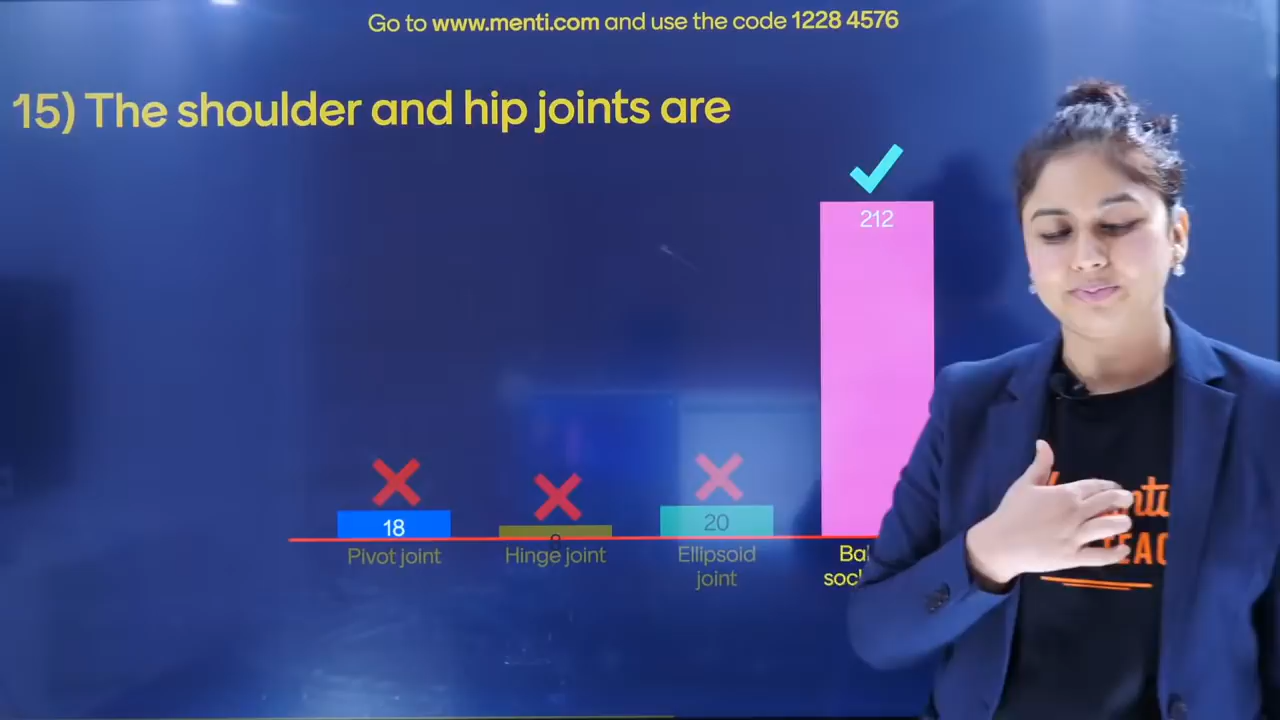 Go to www.menti.com and use the code 1228 4576
15) The shoulder and hip joints are
212
18
20
Pivot joint
Hinge joint
Ellipsoid
joint